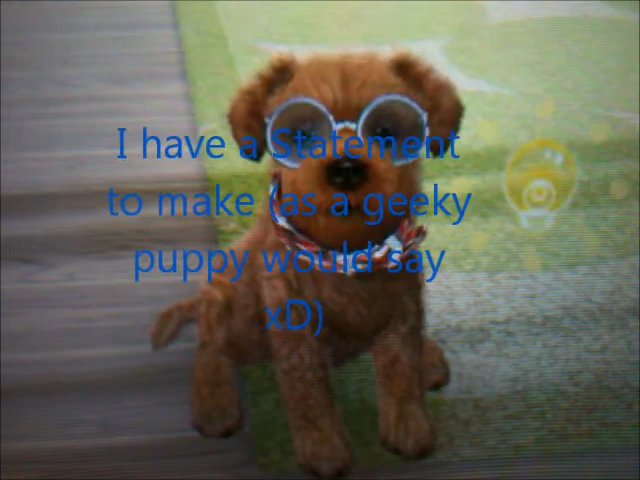 I have a Statement
to make (as a geeky
puppy would say
xD)